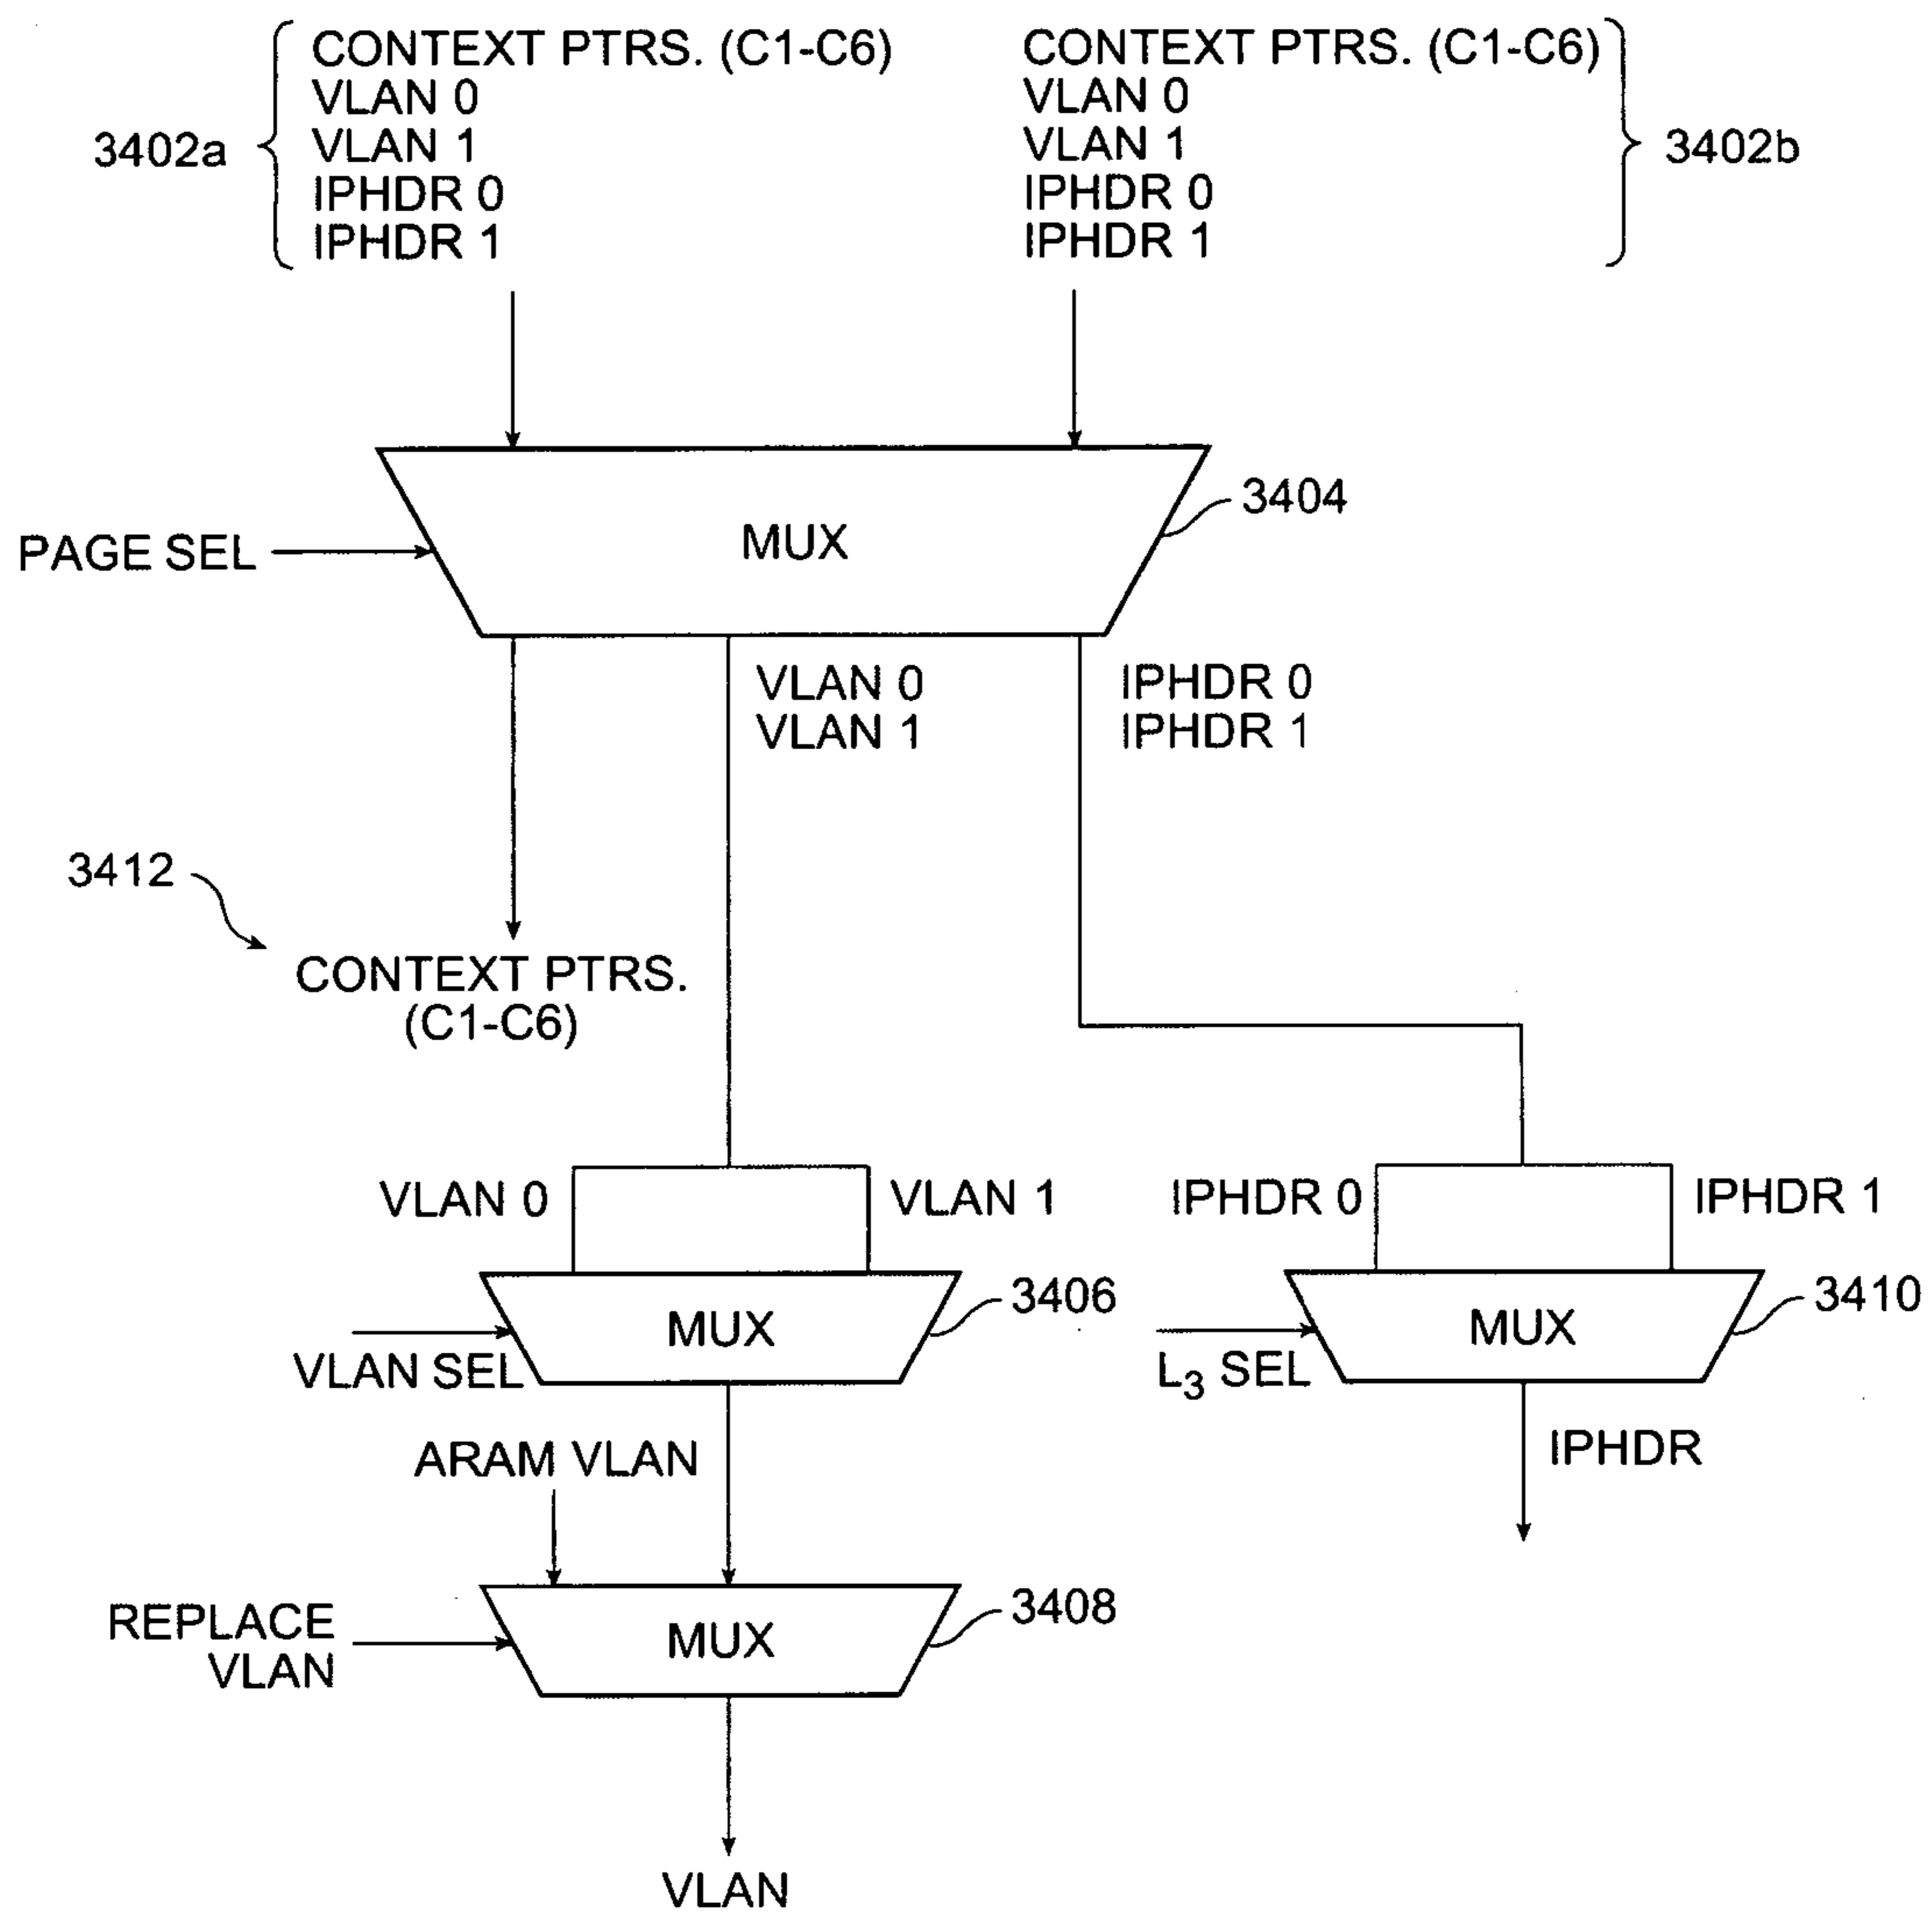 CONTEXT PTRS. (C1-C6)
VLAN 0
VLAN 1
IPHDR 0
IPHDR 1
3402a
CONTEXT PTRS. (C1-C6)
VLAN 0
VLAN 1
IPHDR 0
IPHDR 1
3402b
3404
PAGE SEL
MUX
VLAN 0
VLAN 1
IPHDR 0
IPHDR 1
3412
CONTEXT PTRS.
(C1-C6)
VLAN 0
VLAN 1
IPHDR 0
IPHDR 1
MUX
3406
VLAN SEL
MUX
3410
L3 SEL
ARAM VLAN
IPHDR
REPLACE
VLAN
MUX
3408
VLAN